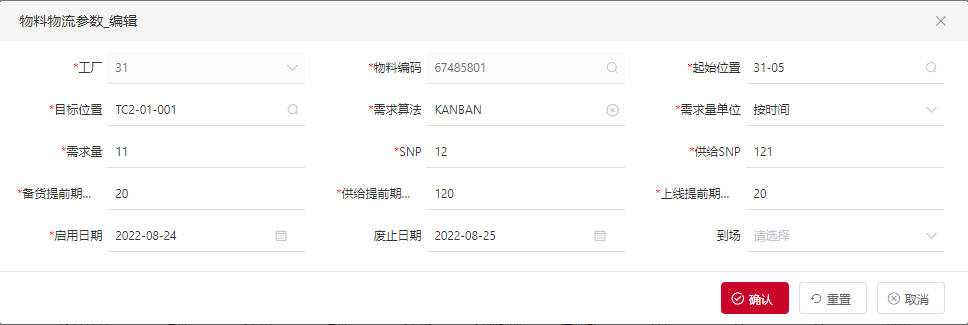 物料物流参数_编辑
*工厂 31 *物料编码 67485801 *起始位置 31-05
*目标位置 TC2-01-001 *需求算法 KANBAN *需求量单位 按时间
*需求量 11 *SNP 12 *供给SNP 121
*备货提前期... 20 *供给提前期... 120 *上线提前期... 20
*启用日期 2022-08-24 废止日期 2022-08-25 到场 请选择
确认 重置 取消